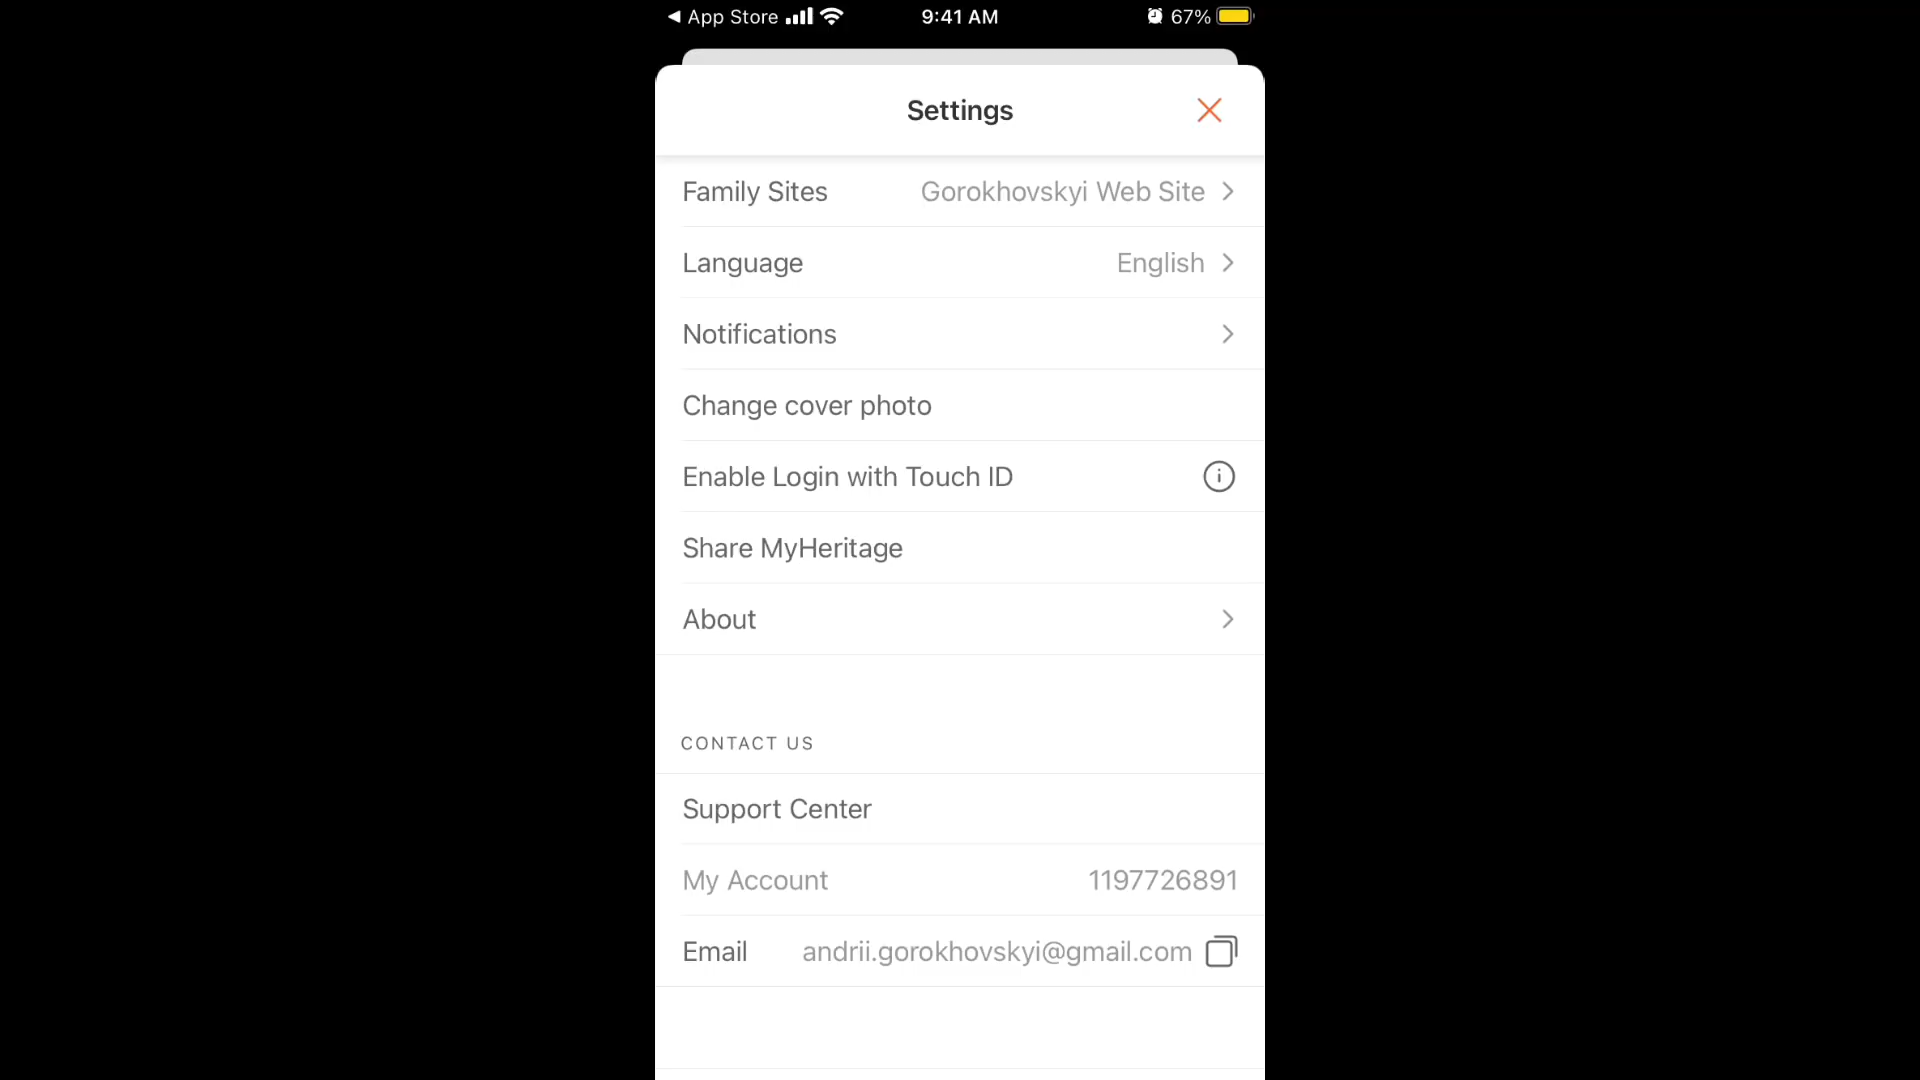 App Store 9:41 AM 67%
Settings
Family Sites Gorokhovskyi Web Site
Language English
Notifications
Change cover photo
Enable Login with Touch ID
Share MyHeritage
About
CONTACT US
Support Center
My Account 1197726891
Email andrii.gorokhovskyi@gmail.com